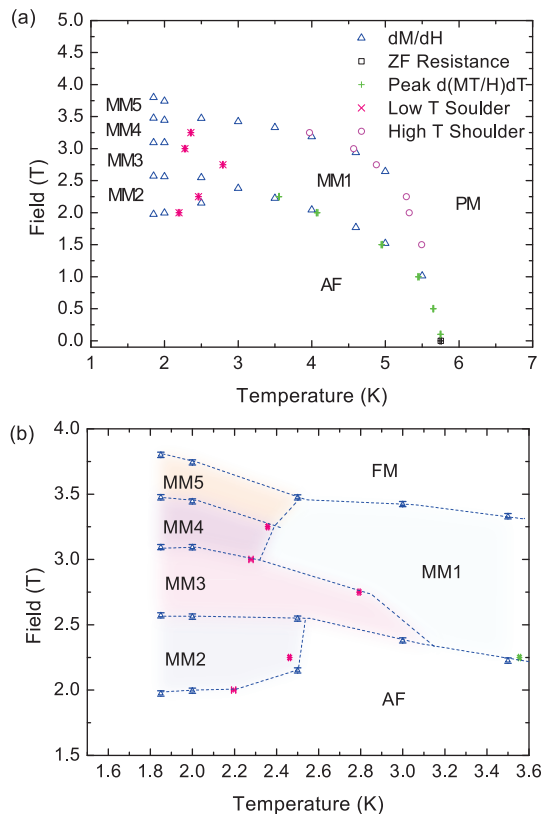 (a)
5.0
4.5
4.0
3.5
3.0
2.5
2.0
1.5
1.0
0.5
0.0
Field (T)
dM/dH
ZF Resistance
Peak d(MT/H)dT
Low T Soulder
High T Shoulder
MM5
MM4
MM3
MM2
MM1
PM
AF
1 2 3 4 5 6 7
Temperature (K)
(b)
4.0
3.5
3.0
2.5
2.0
1.5
Field (T)
FM
MM5
MM4
MM3
MM1
MM2
AF
1.6 1.8 2.0 2.2 2.4 2.6 2.8 3.0 3.2 3.4 3.6
Temperature (K)